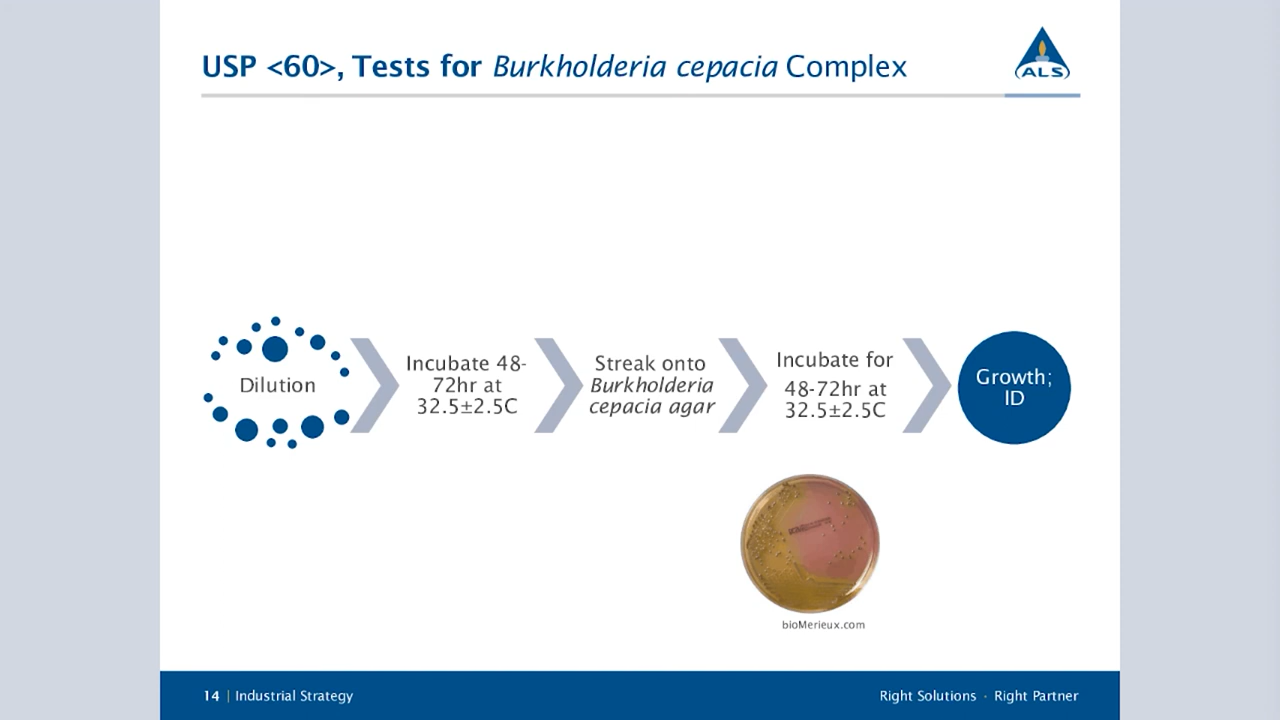 USP <60>, Tests for Burkholderia cepacia Complex
ALS
Dilution
Incubate 48-
72hr at
32.5±2.5C
Streak onto
Burkholderia
cepacia agar
Incubate for
48-72hr at
32.5±2.5C
Growth;
ID
bioMerieux.com
14 | Industrial Strategy
Right Solutions · Right Partner